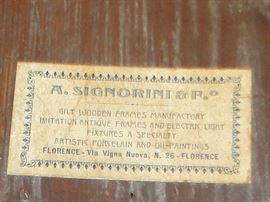 A. SIGNORINI & F.º
GILT WOODEN FRAMES MANUFACTORY
IMITATION ANTIQUE FRAMES AND ELECTRIC LIGHT
FIXTURES A SPECIALTY
ARTISTIC PORCELAIN AND OIL-PAINTINGS
FLORENCE - Via Vigna Nuova, N. 26 - FLORENCE